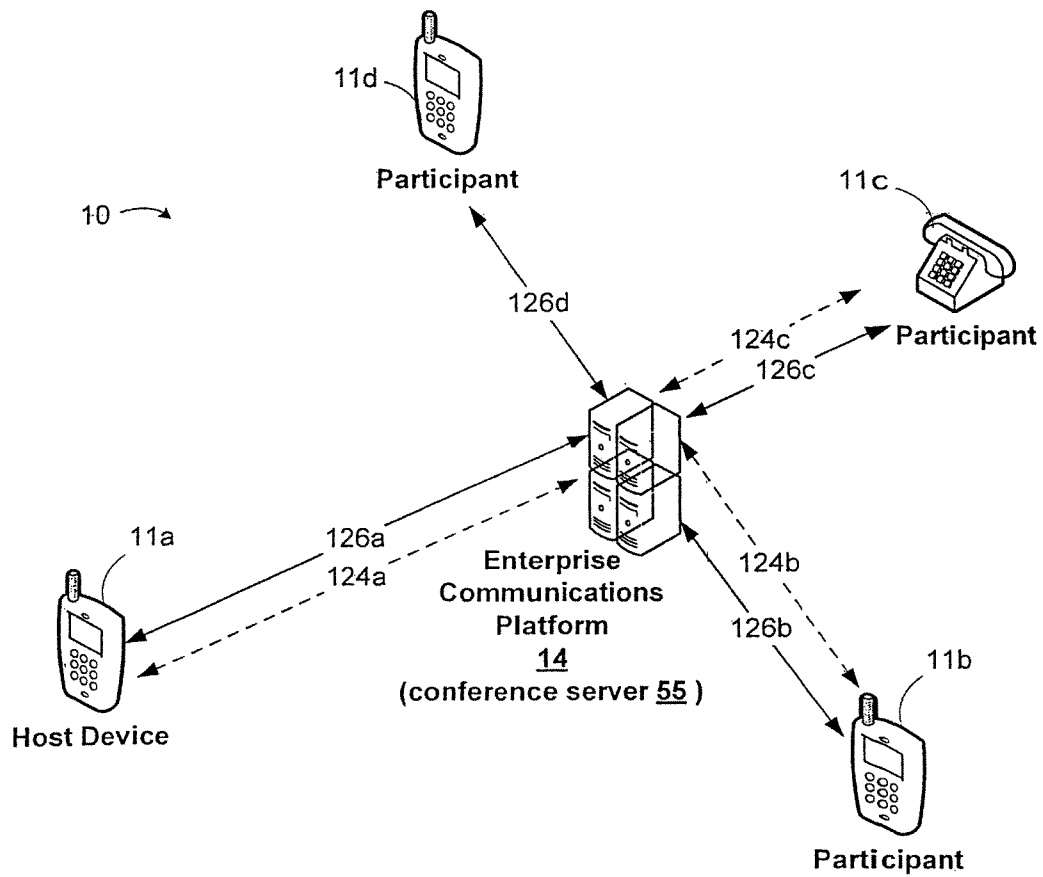 11d
Participant
10
11c
Participant
126d
124c
126c
11a
126a
124a
Enterprise
Communications
Platform
14
(conference server 55 )
124b
126b
11b
Host Device
Participant